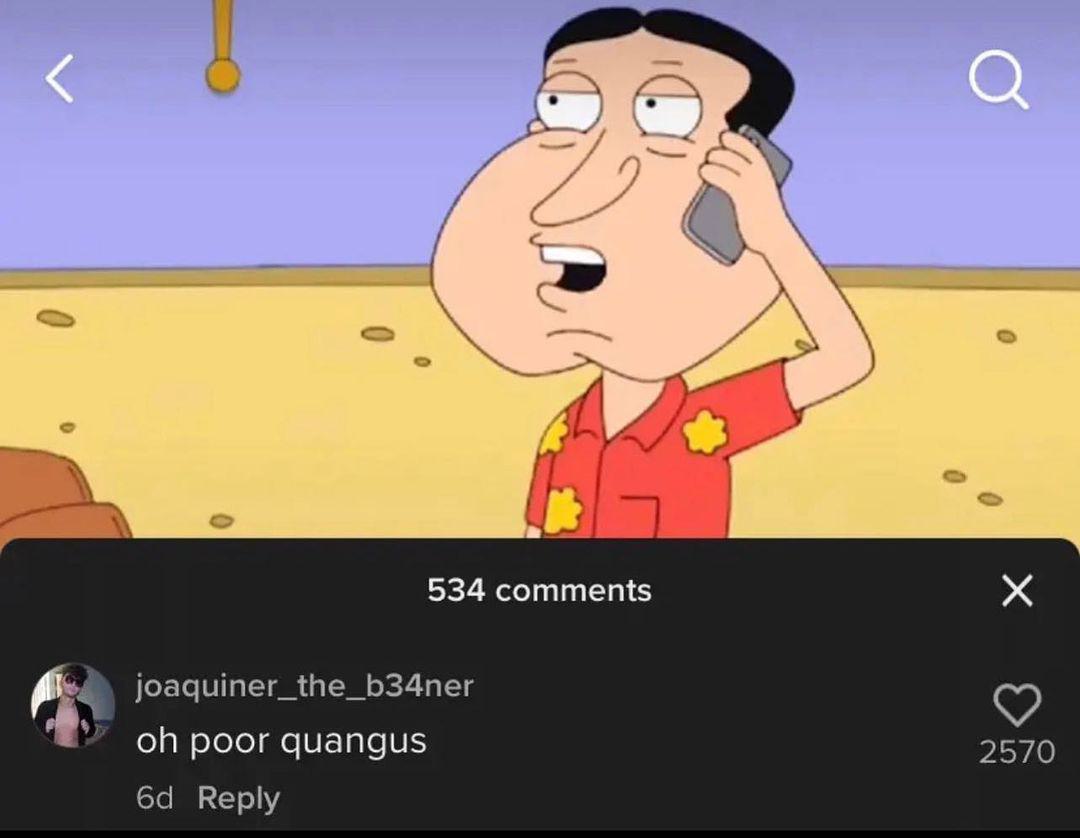 534 comments
joaquiner_the_b34ner
oh poor quangus
2570
6d Reply